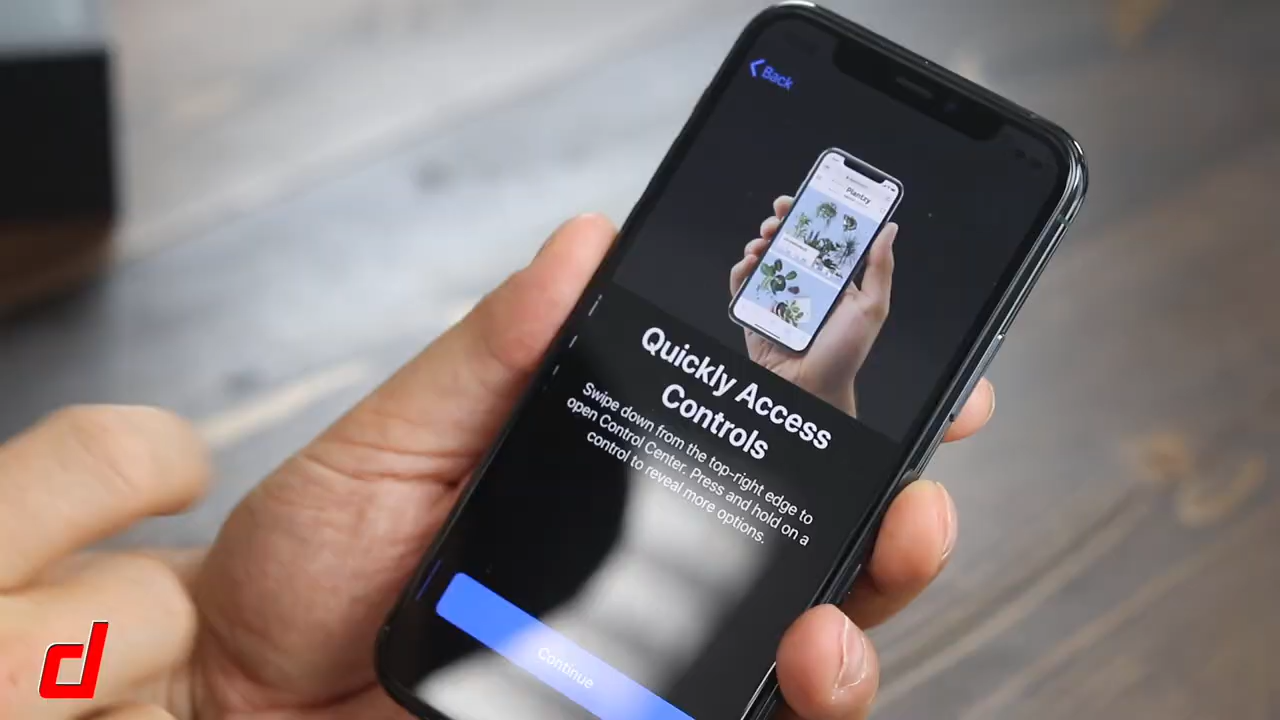 Back
Plantry
Quickly Access
Controls
Swipe down from the top-right edge to
open Control Center. Press and hold on a
control to reveal more options.
Continue
d